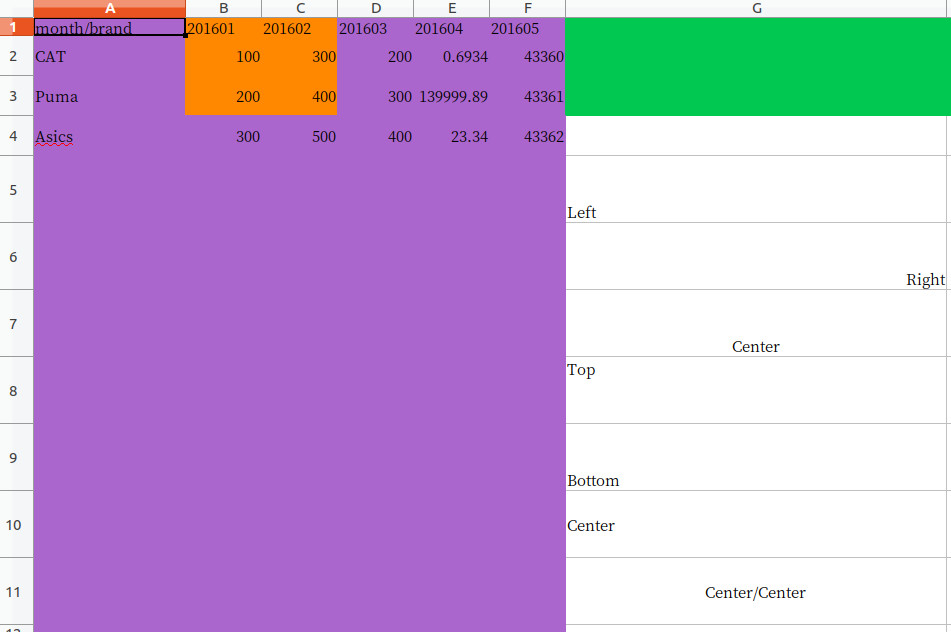 A B C D E F G
1 month/brand 201601 201602 201603 201604 201605
2 CAT 100 300 200 0.6934 43360
3 Puma 200 400 300 139999.89 43361
4 Asics 300 500 400 23.34 43362
5 Left
6 Right
7 Center
8 Top
9 Bottom
10 Center
11 Center/Center